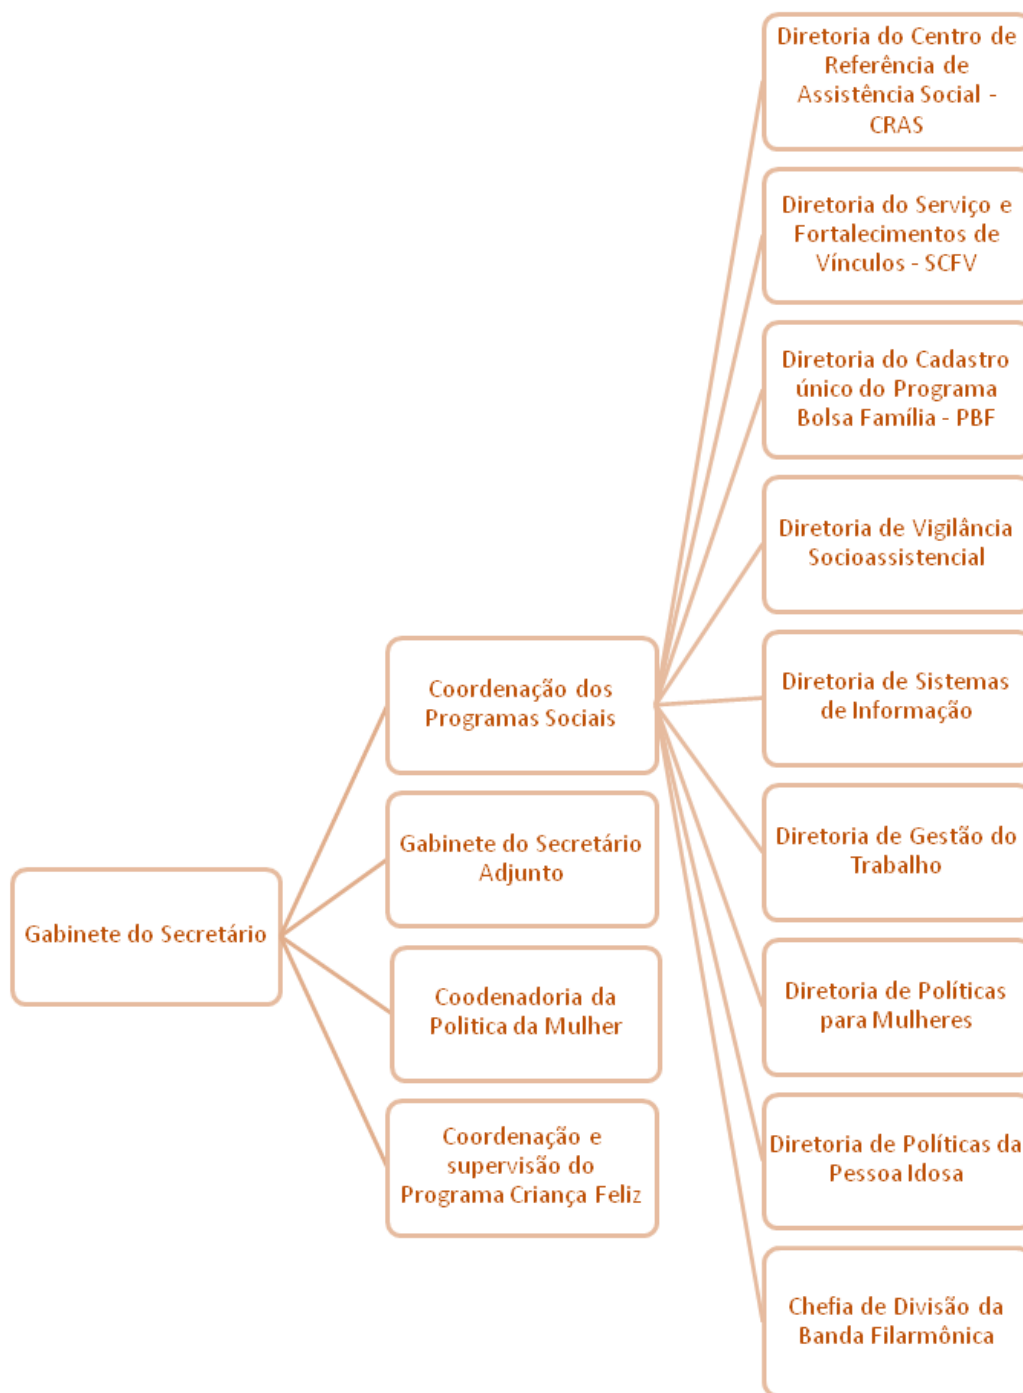 Gabinete do Secretário
Coordenação dos
Programas Sociais
Gabinete do Secretário
Adjunto
Coodenadoria da
Politica da Mulher
Coordenação e
supervisão do
Programa Criança Feliz
Diretoria do Centro de
Referência de
Assistência Social -
CRAS
Diretoria do Serviço e
Fortalecimentos de
Vínculos - SCFV
Diretoria do Cadastro
único do Programa
Bolsa Família - PBF
Diretoria de Vigilância
Socioassistencial
Diretoria de Sistemas
de Informação
Diretoria de Gestão do
Trabalho
Diretoria de Políticas
para Mulheres
Diretoria de Políticas da
Pessoa Idosa
Chefia de Divisão da
Banda Filarmônica